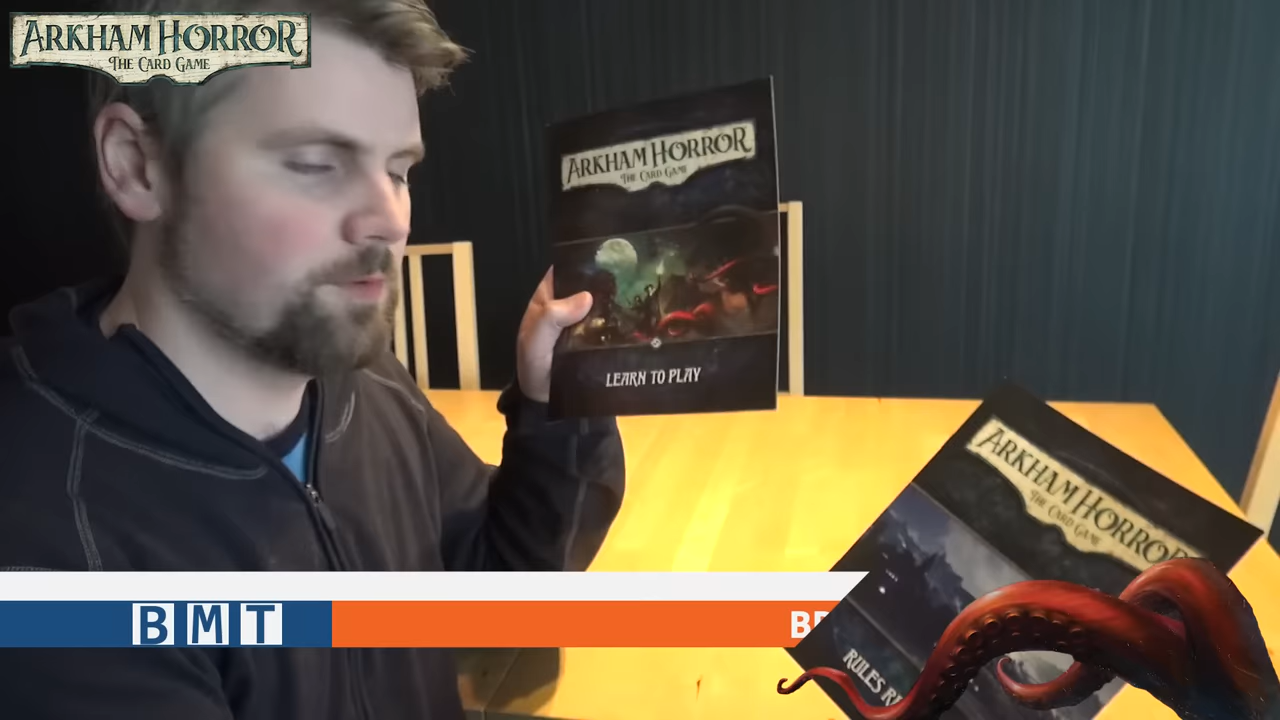 ARKHAM HORROR
THE CARD GAME
ARKHAM HORROR
THE CARD GAME
LEARN TO PLAY
ARKHAM HORROR
THE CARD GAME
RULES
BMT